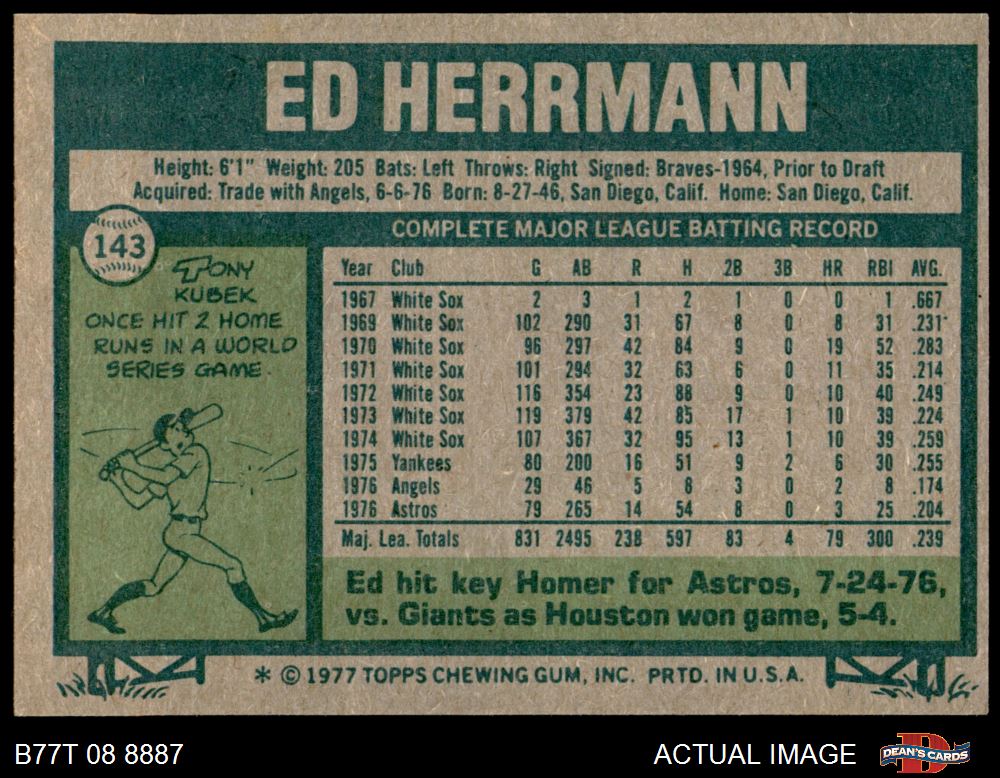 ED HERRMANN
Height: 6'1" Weight: 205 Bats: Left Throws: Right Signed: Braves-1964, Prior to Draft
Acquired: Trade with Angels, 6-6-76 Born: 8-27-46, San Diego, Calif. Home: San Diego, Calif.
143
TONY
KUBEK
ONCE HIT 2 HOME
RUNS IN A WORLD
SERIES GAME.
COMPLETE MAJOR LEAGUE BATTING RECORD
Year Club G AB R H 2B 3B HR RBI AVG.
1967 White Sox 2 3 1 2 1 0 0 1 .667
1969 White Sox 102 290 31 67 8 0 8 31 .231
1970 White Sox 96 297 42 84 9 0 19 52 .283
1971 White Sox 101 294 32 63 6 0 11 35 .214
1972 White Sox 116 354 23 88 9 0 10 40 .249
1973 White Sox 119 379 42 85 17 1 10 39 .224
1974 White Sox 107 367 32 95 13 1 10 39 .259
1975 Yankees 80 200 16 51 9 2 6 30 .255
1976 Angels 29 46 5 8 3 0 2 8 .174
1976 Astros 79 265 14 54 8 0 3 25 .204
Maj. Lea. Totals 831 2495 238 597 83 4 79 300 .239
Ed hit key Homer for Astros, 7-24-76,
vs. Giants as Houston won game, 5-4.
* © 1977 TOPPS CHEWING GUM, INC. PRTD. IN U.S.A.
B77T 08 8887
ACTUAL IMAGE
D
DEAN'S CARDS